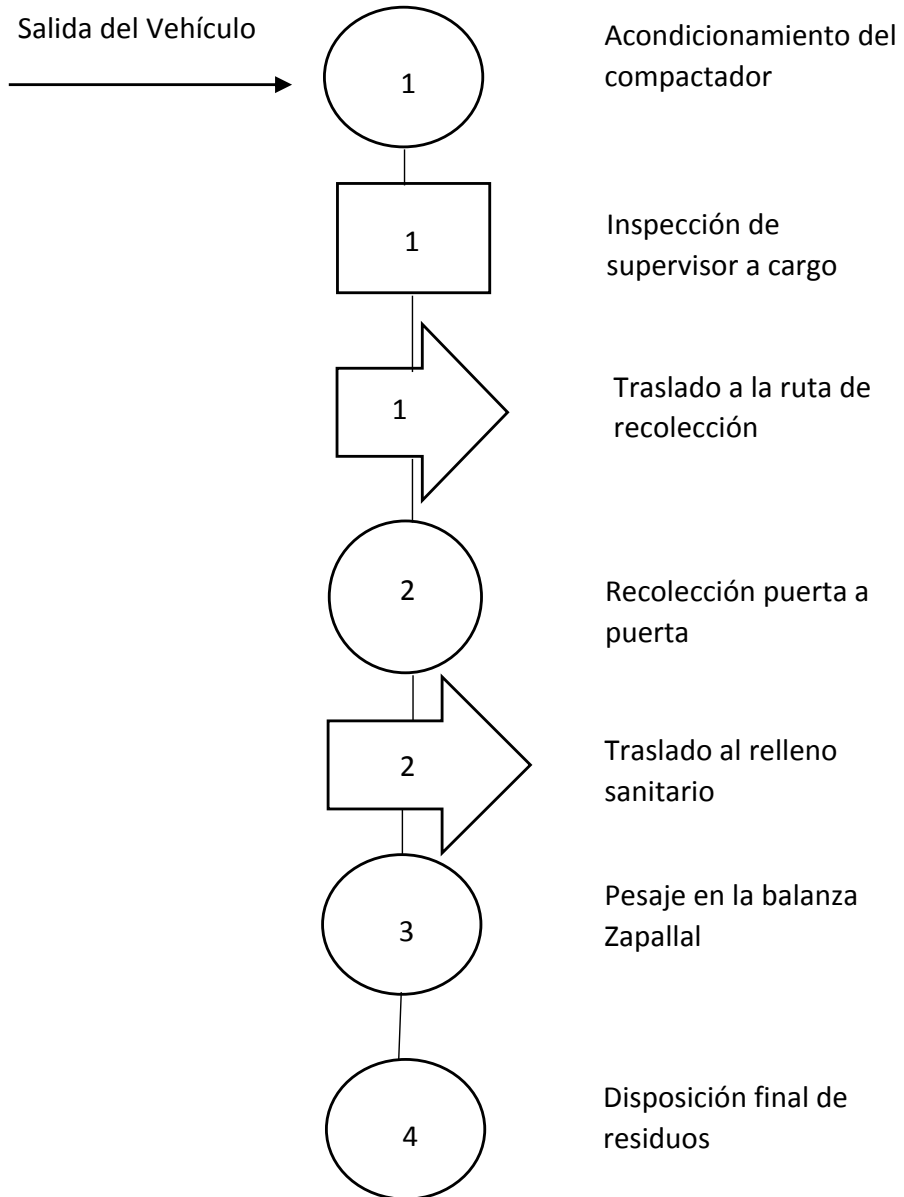 Salida del Vehículo
1
Acondicionamiento del
compactador
1
Inspección de
supervisor a cargo
1
Traslado a la ruta de
recolección
2
Recolección puerta a
puerta
2
Traslado al relleno
sanitario
3
Pesaje en la balanza
Zapallal
4
Disposición final de
residuos